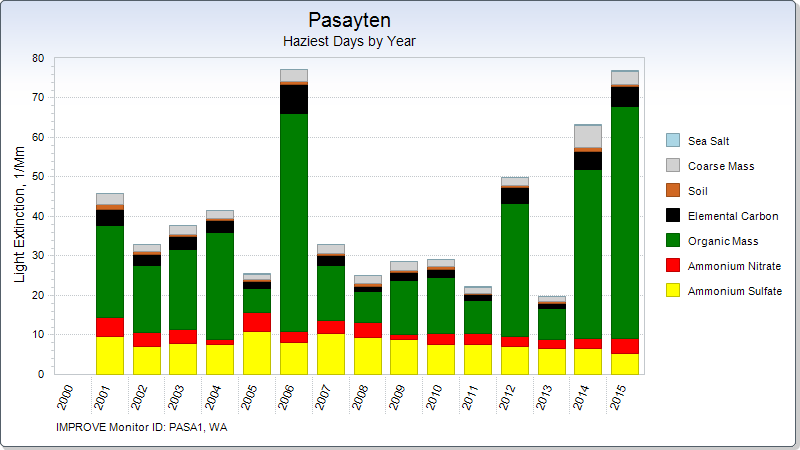 Pasayten
Haziest Days by Year
Light Extinction, 1/Mm
80
70
60
50
40
30
20
10
0
2000
2001
2002
2003
2004
2005
2006
2007
2008
2009
2010
2011
2012
2013
2014
2015
Sea Salt
Coarse Mass
Soil
Elemental Carbon
Organic Mass
Ammonium Nitrate
Ammonium Sulfate
IMPROVE Monitor ID: PASA1, WA